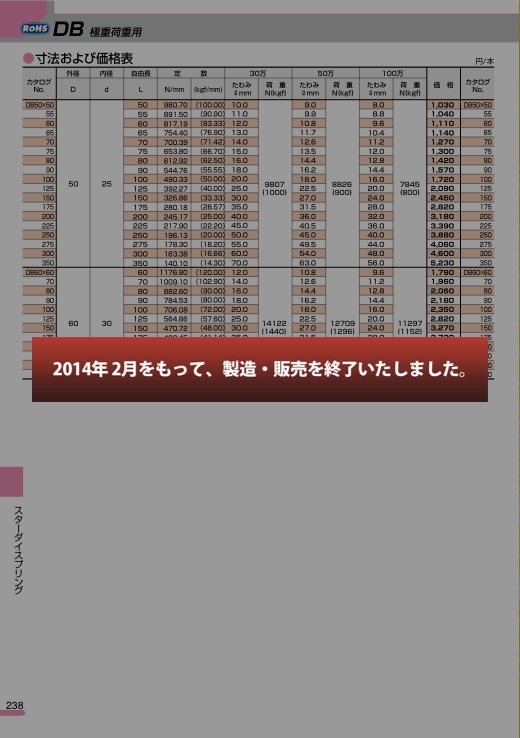 RoHS DB 極重荷重用
●寸法および価格表
円/本
カタログNo. 外径 D 内径 d 自由長 L 定数 N/mm (kgf/mm) 30万 たわみℓmm 荷重N{kgf} 50万 たわみℓmm 荷重N{kgf} 100万 たわみℓmm 荷重N{kgf} 価格 カタログNo.
DB50×50 50 25 50 980.70 (100.00) 10.0 9807 {1000} 9.0 8826 {900} 8.0 7845 {800} 1,030 DB50×50
55 55 891.50 (90.90) 11.0 9.9 8.8 1,040 55
60 60 817.19 (83.33) 12.0 10.8 9.6 1,110 60
65 65 754.40 (76.90) 13.0 11.7 10.4 1,140 65
70 70 700.39 (71.42) 14.0 12.6 11.2 1,270 70
75 75 653.80 (66.70) 15.0 13.5 12.0 1,300 75
80 80 612.92 (62.50) 16.0 14.4 12.8 1,420 80
90 90 544.76 (55.55) 18.0 16.2 14.4 1,570 90
100 100 490.33 (50.00) 20.0 18.0 16.0 1,720 100
125 125 392.27 (40.00) 25.0 22.5 20.0 2,090 125
150 150 326.86 (33.33) 30.0 27.0 24.0 2,450 150
175 175 280.18 (28.57) 35.0 31.5 28.0 2,820 175
200 200 245.17 (25.00) 40.0 36.0 32.0 3,180 200
225 225 217.90 (22.20) 45.0 40.5 36.0 3,390 225
250 250 196.13 (20.00) 50.0 45.0 40.0 3,880 250
275 275 178.30 (18.20) 55.0 49.5 44.0 4,060 275
300 300 163.38 (16.66) 60.0 54.0 48.0 4,600 300
350 350 140.10 (14.30) 70.0 63.0 56.0 5,230 350
DB60×60 60 30 60 1176.80 (120.00) 12.0 14122 {1440} 10.8 12709 {1296} 9.6 11297 {1152} 1,790 DB60×60
70 70 1009.10 (102.90) 14.0 12.6 11.2 1,960 70
80 80 882.60 (90.00) 16.0 14.4 12.8 2,060 80
90 90 784.53 (80.00) 18.0 16.2 14.4 2,180 90
100 100 706.08 (72.00) 20.0 18.0 16.0 2,350 100
125 125 564.86 (57.60) 25.0 22.5 20.0 2,820 125
150 150 470.72 (48.00) 30.0 27.0 24.0 3,270 150
2014年 2月をもって、製造・販売を終了いたしました。
スターダイスプリング
238